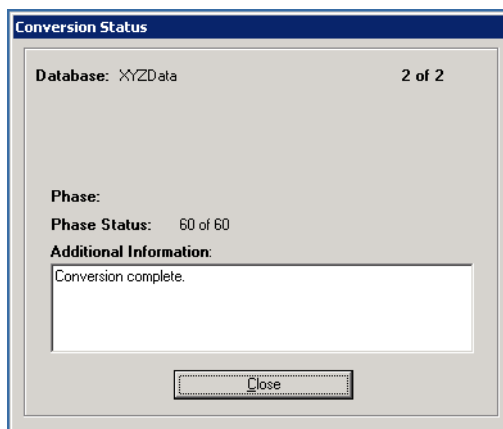 Conversion Status
Database: XYZData 2 of 2
Phase:
Phase Status: 60 of 60
Additional Information:
Conversion complete.
Close